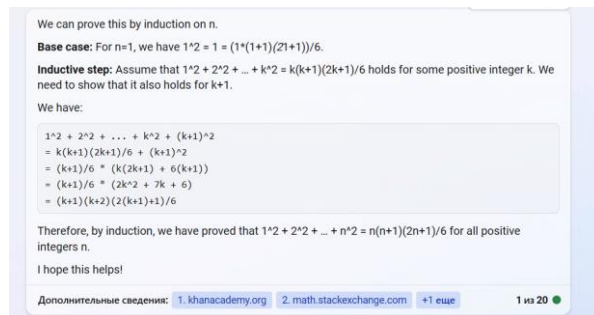 We can prove this by induction on n.
Base case: For n=1, we have 1^2 = 1 = (1*(1+1)(21+1))/6.
Inductive step: Assume that 1^2 + 2^2 + ... + k^2 = k(k+1)(2k+1)/6 holds for some positive integer k. We
need to show that it also holds for k+1.
We have:
1^2 + 2^2 + ... + k^2 + (k+1)^2
= k(k+1)(2k+1)/6 + (k+1)^2
= (k+1)/6 * (k(2k+1) + 6(k+1))
= (k+1)/6 * (2k^2 + 7k + 6)
= (k+1)(k+2)(2(k+1)+1)/6
Therefore, by induction, we have proved that 1^2 + 2^2 + ... + n^2 = n(n+1)(2n+1)/6 for all positive
integers n.
I hope this helps!
Дополнительные сведения: 1. khanacademy.org 2. math.stackexchange.com +1 еще 1 из 20